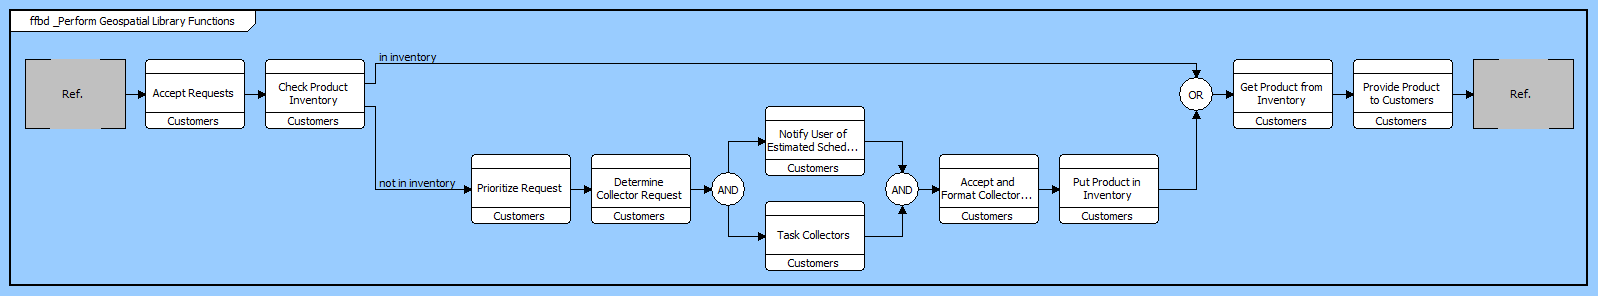 ffbd _Perform Geospatial Library Functions
Ref.
Accept Requests
Customers
Check Product
Inventory
Customers
in inventory
not in inventory
Prioritize Request
Customers
Determine
Collector Request
Customers
AND
Notify User of
Estimated Sched...
Customers
Task Collectors
Customers
AND
Accept and
Format Collector...
Customers
Put Product in
Inventory
Customers
OR
Get Product from
Inventory
Customers
Provide Product
to Customers
Customers
Ref.